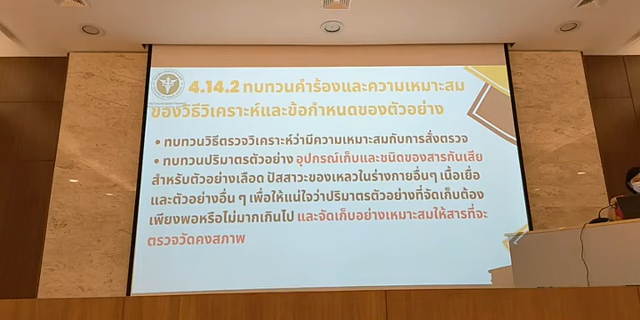 4.14.2 ทบทวนคำร้องและความเหมาะสม
ของวิธีวิเคราะห์และข้อกำหนดของตัวอย่าง
• ทบทวนวิธีตรวจวิเคราะห์ว่ามีความเหมาะสมกับการสั่งตรวจ
• ทบทวนปริมาตรตัวอย่าง อุปกรณ์เก็บและชนิดของสารกันเสีย
สำหรับตัวอย่างเลือด ปัสสาวะของเหลวในร่างกายอื่นๆ เนื้อเยื่อ
และตัวอย่างอื่น ๆ เพื่อให้แน่ใจว่าปริมาตรตัวอย่างที่จัดเก็บต้อง
เพียงพอหรือไม่มากเกินไป และจัดเก็บอย่างเหมาะสมให้สารที่จะ
ตรวจวัดคงสภาพ